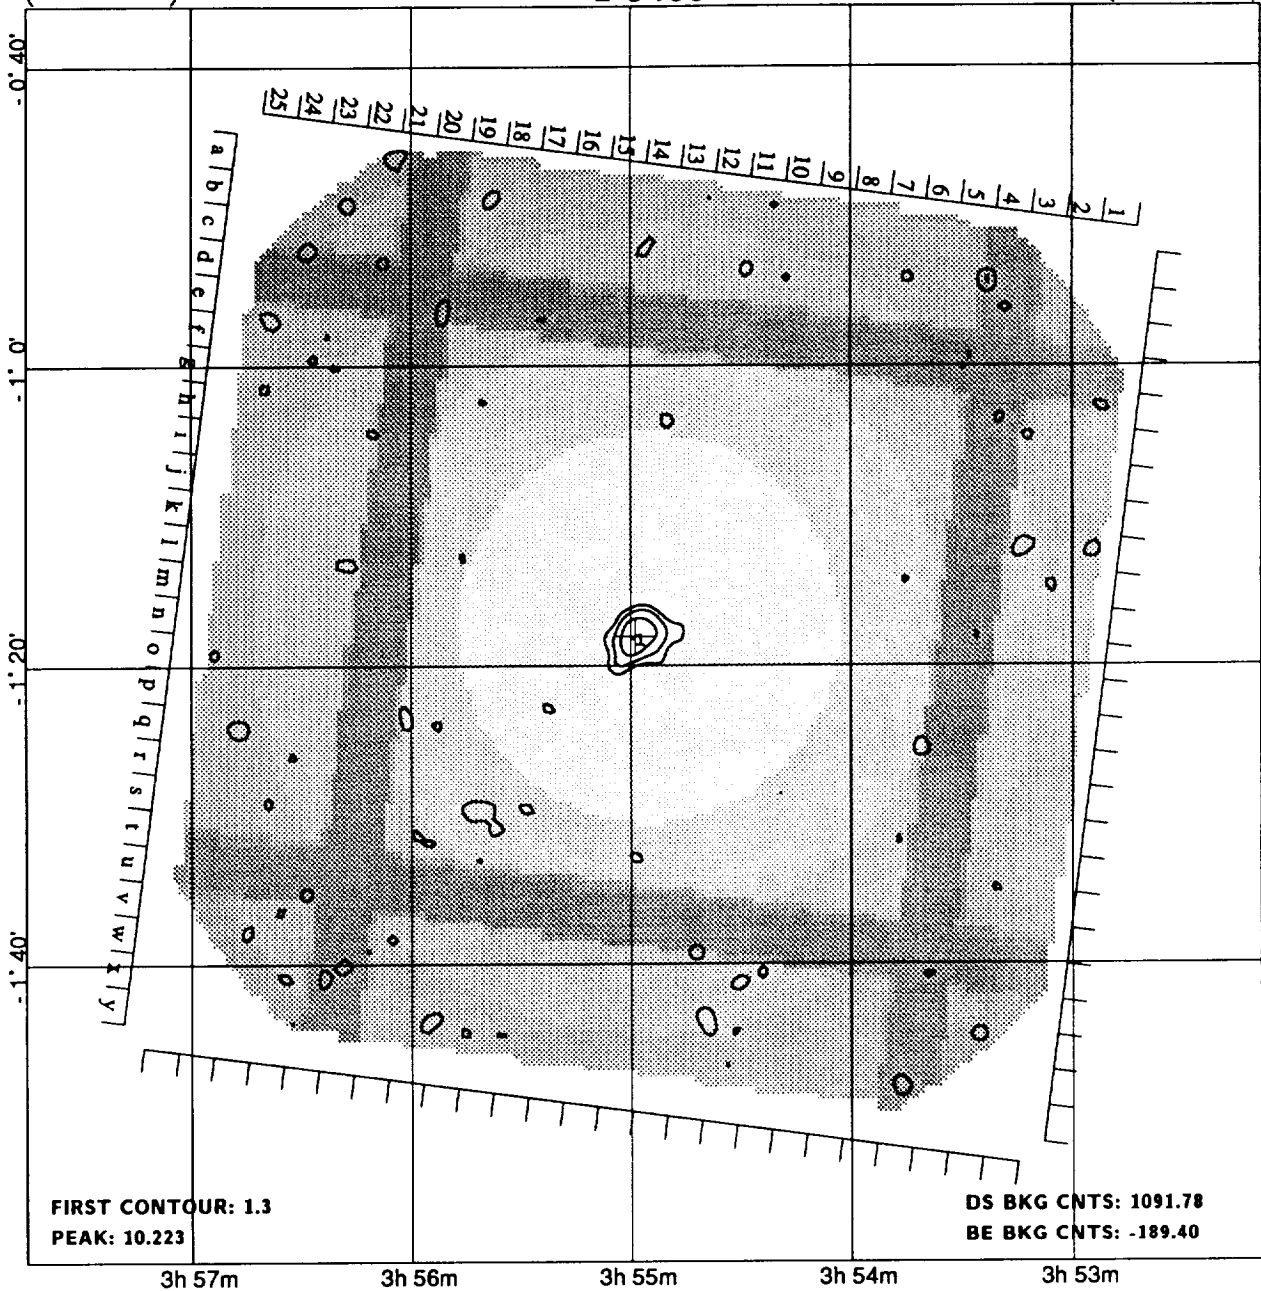 - 0° 40'
25 24 23 22 21 20 19 18 17 16 15 14 13 12 11 10 9 8 7 6 5 4 3 2 1
a b c d e f g h i j k l m n o p q r s t u v w x y
- 1° 0'
1
- 1° 20'
- 1° 40'
FIRST CONTOUR: 1.3
PEAK: 10.223
DS BKG CNTS: 1091.78
BE BKG CNTS: -189.40
3h 57m 3h 56m 3h 55m 3h 54m 3h 53m